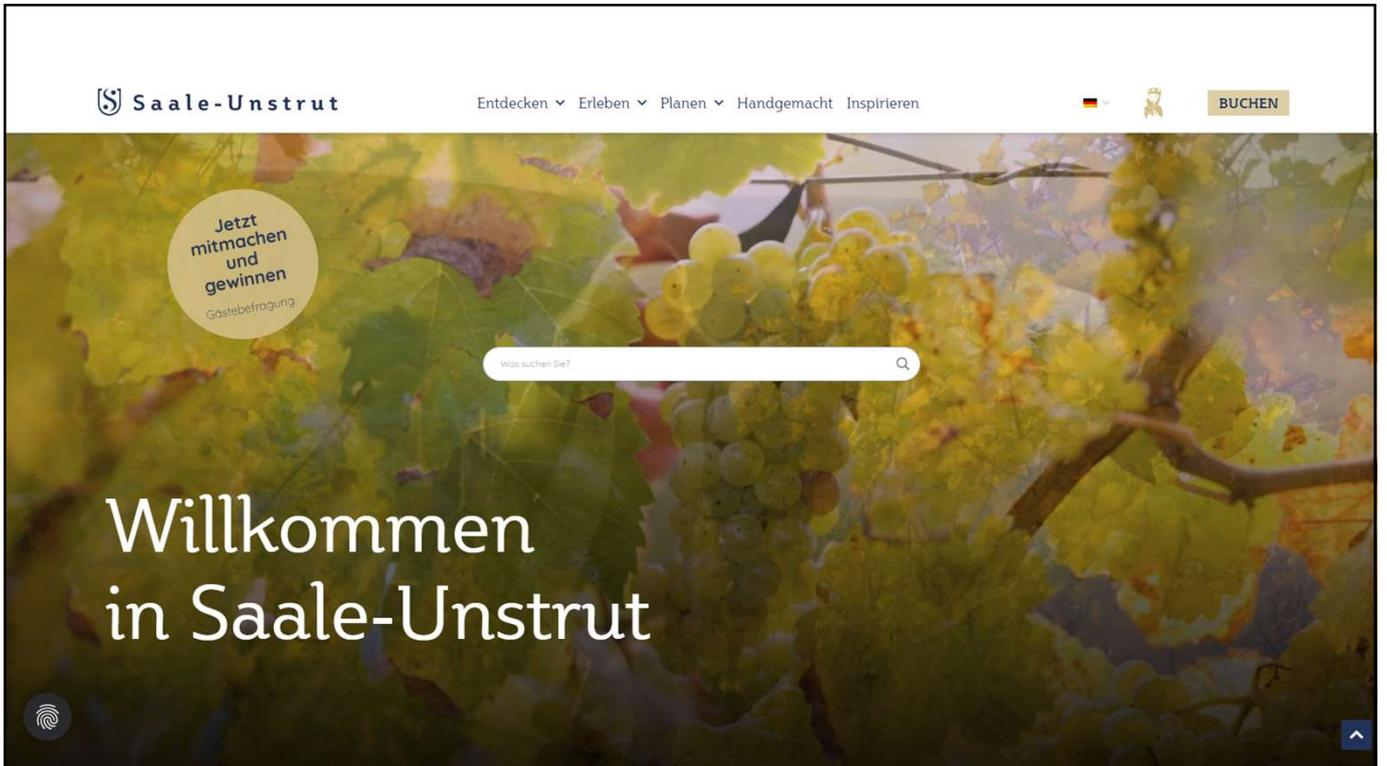 Saale-Unstrut
Entdecken Erleben Planen Handgemacht Inspirieren
BUCHEN
Jetzt
mitmachen
und
gewinnen
Gästebefragung
Was suchen Sie?
Willkommen
in Saale-Unstrut